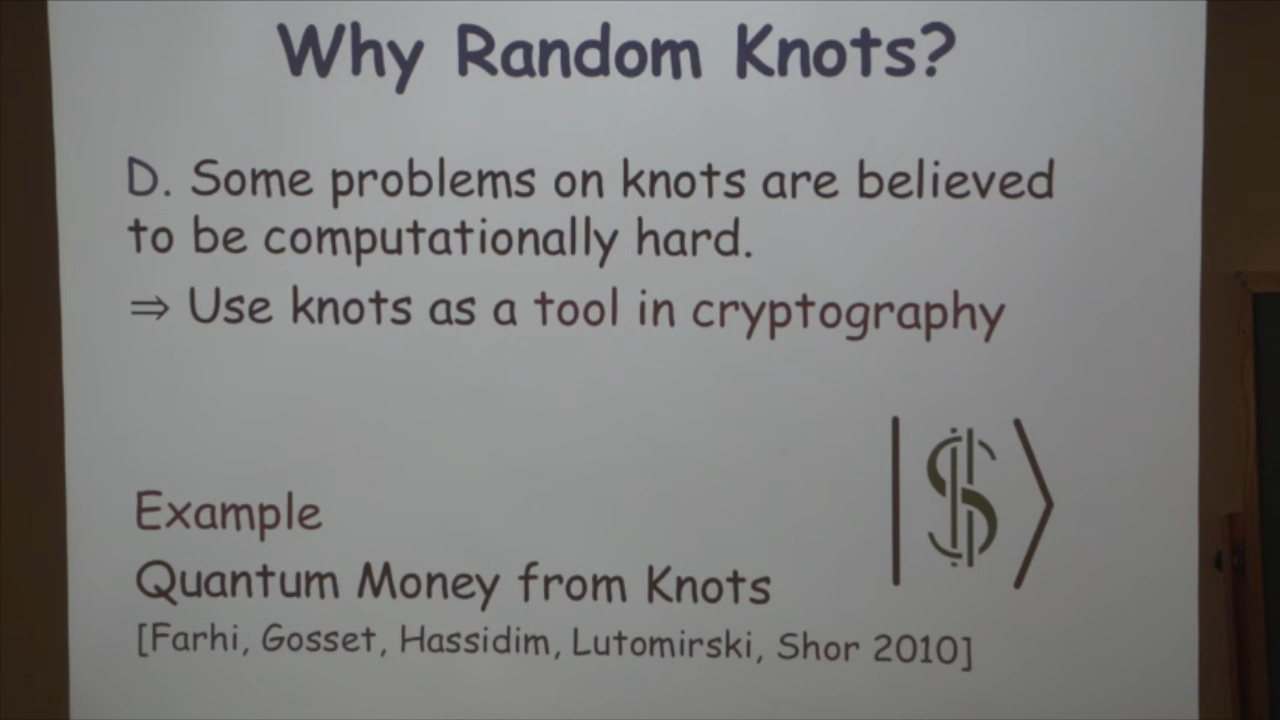 Why Random Knots?
D. Some problems on knots are believed
to be computationally hard.
⇒ Use knots as a tool in cryptography
|$⟩
Example
Quantum Money from Knots
[Farhi, Gosset, Hassidim, Lutomirski, Shor 2010]